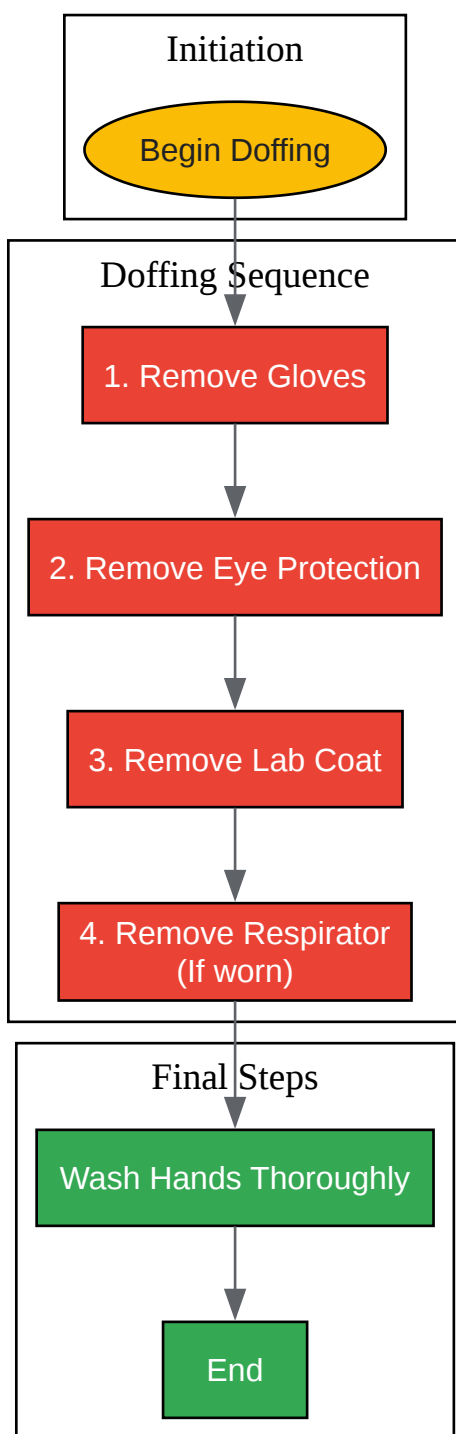 Initiation
Begin Doffing
Doffing Sequence
1. Remove Gloves
2. Remove Eye Protection
3. Remove Lab Coat
4. Remove Respirator
(If worn)
Final Steps
Wash Hands Thoroughly
End